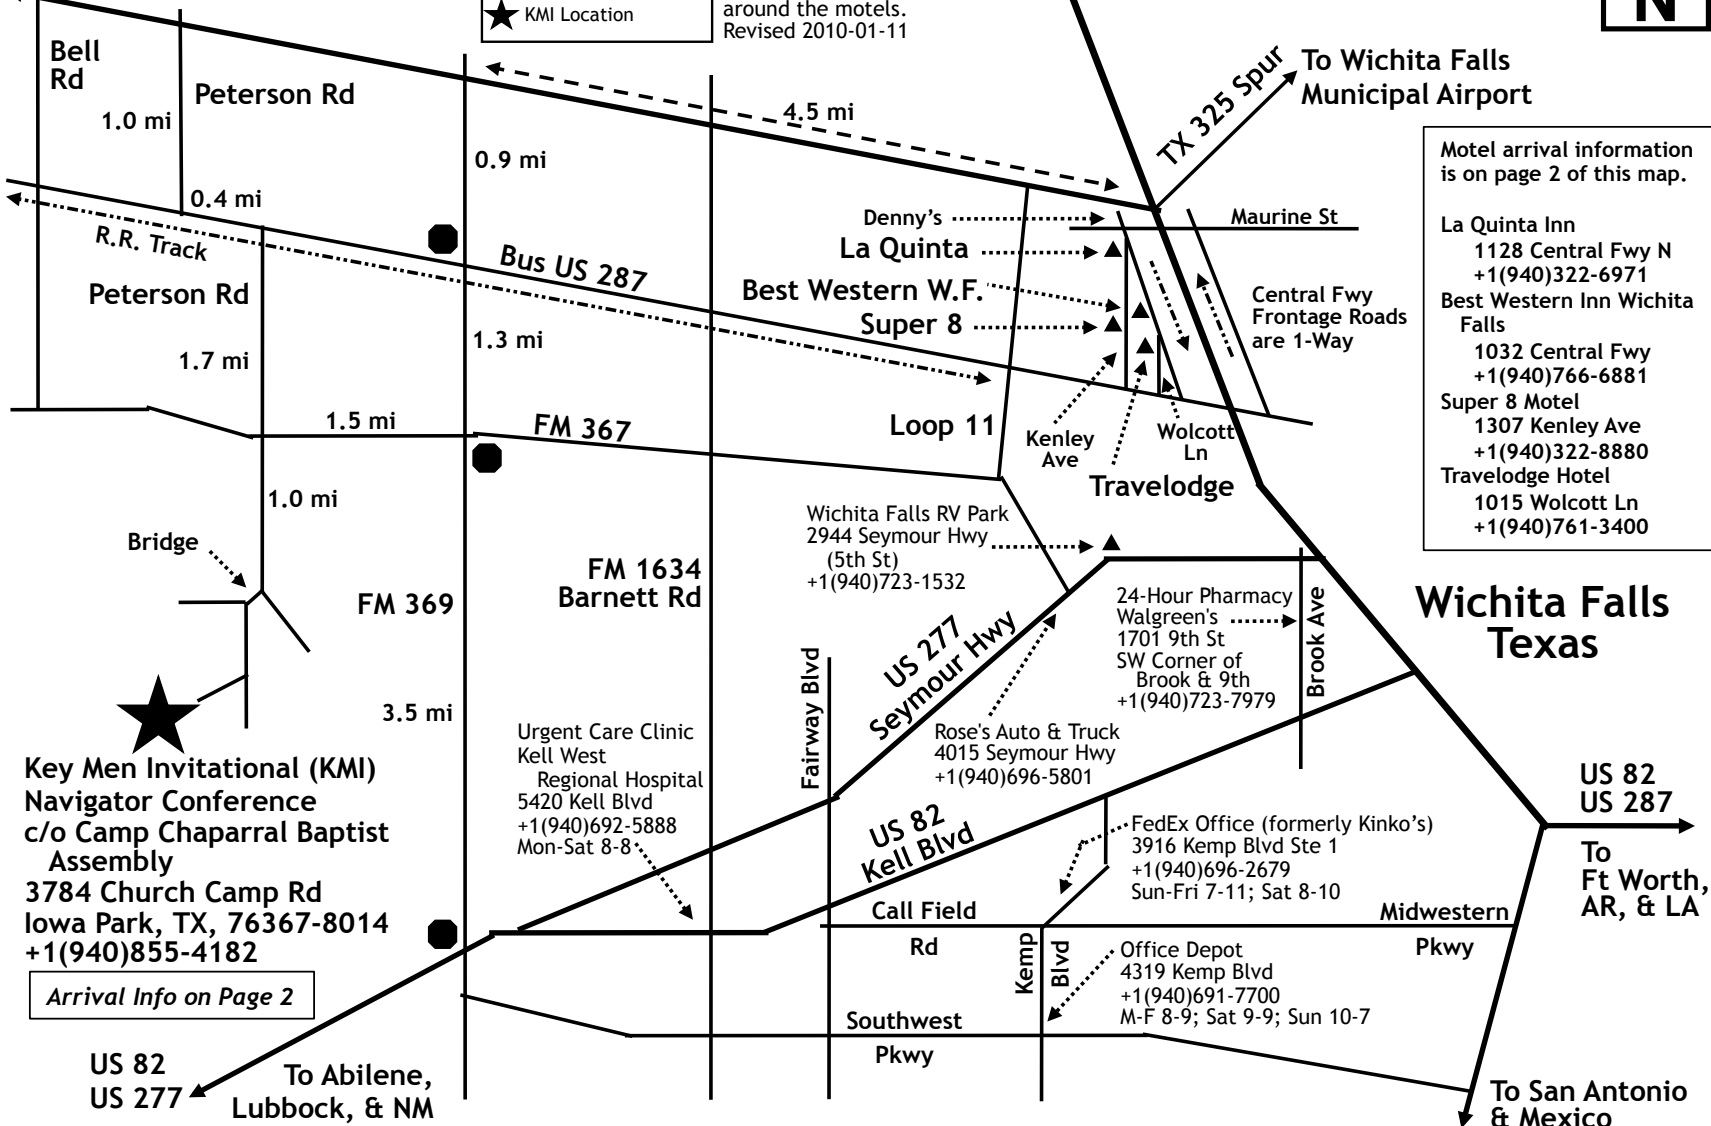 KMI Location
around the motels.
Revised 2010-01-11
N
Bell
Rd
Peterson Rd
1.0 mi
4.5 mi
0.9 mi
0.4 mi
R.R. Track
Bus US 287
TX 325 Spur
To Wichita Falls
Municipal Airport
Motel arrival information
is on page 2 of this map.
La Quinta Inn
1128 Central Fwy N
+1(940)322-6971
Best Western Inn Wichita
Falls
1032 Central Fwy
+1(940)766-6881
Super 8 Motel
1307 Kenley Ave
+1(940)322-8880
Travelodge Hotel
1015 Wolcott Ln
+1(940)761-3400
Denny's
La Quinta
Best Western W.F.
Super 8
Maurine St
Central Fwy
Frontage Roads
are 1-Way
Peterson Rd
1.7 mi
1.3 mi
1.5 mi
FM 367
Loop 11
Kenley
Ave
Wolcott
Ln
Travelodge
1.0 mi
Bridge
FM 369
FM 1634
Barnett Rd
Wichita Falls RV Park
2944 Seymour Hwy
(5th St)
+1(940)723-1532
24-Hour Pharmacy
Walgreen's
1701 9th St
SW Corner of
Brook & 9th
+1(940)723-7979
Brook Ave
Wichita Falls
Texas
3.5 mi
Fairway Blvd
US 277
Seymour Hwy
Urgent Care Clinic
Kell West
Regional Hospital
5420 Kell Blvd
+1(940)692-5888
Mon-Sat 8-8
Rose's Auto & Truck
4015 Seymour Hwy
+1(940)696-5801
US 82
Kell Blvd
Key Men Invitational (KMI)
Navigator Conference
c/o Camp Chaparral Baptist
Assembly
3784 Church Camp Rd
Iowa Park, TX, 76367-8014
+1(940)855-4182
Arrival Info on Page 2
FedEx Office (formerly Kinko's)
3916 Kemp Blvd Ste 1
+1(940)696-2679
Sun-Fri 7-11; Sat 8-10
US 82
US 287
To
Ft Worth,
AR, & LA
Call Field
Rd
Midwestern
Pkwy
Kemp
Blvd
Office Depot
4319 Kemp Blvd
+1(940)691-7700
M-F 8-9; Sat 9-9; Sun 10-7
Southwest
Pkwy
US 82
US 277
To Abilene,
Lubbock, & NM
To San Antonio
& Mexico